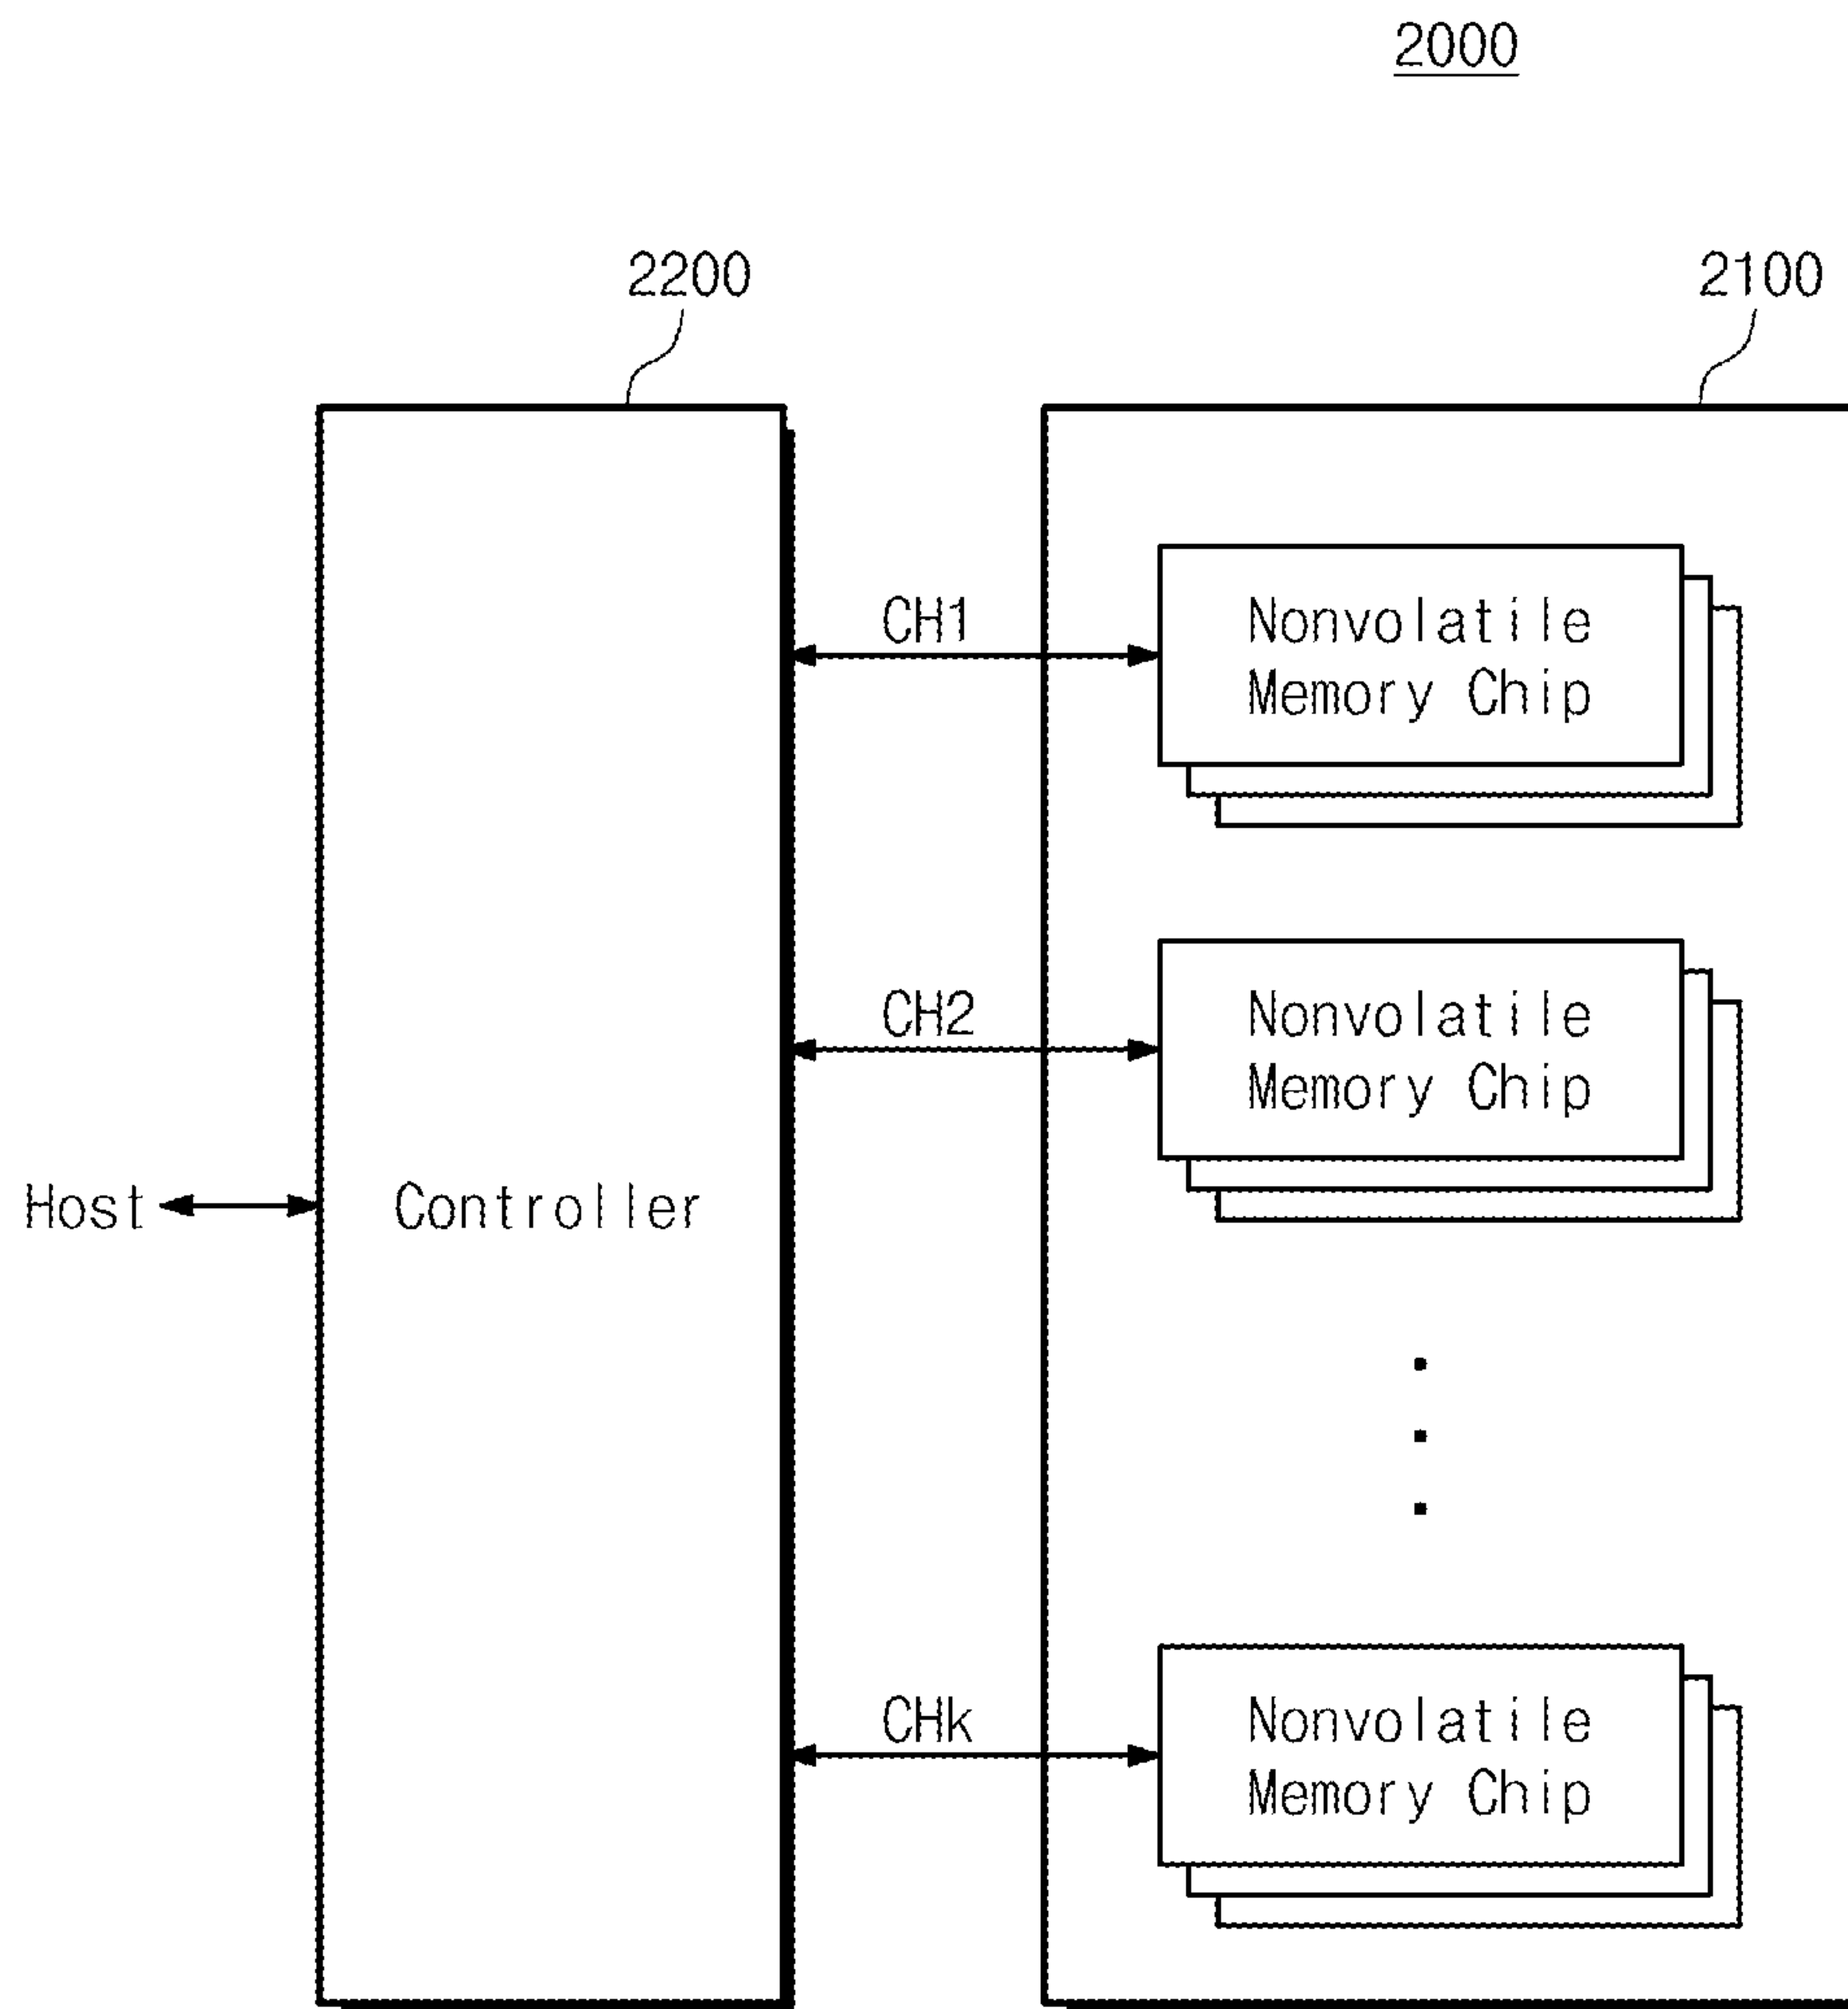 2000
2200
2100
CH1
Nonvolatile
Memory Chip
CH2
Nonvolatile
Memory Chip
Host
Controller
CHk
Nonvolatile
Memory Chip